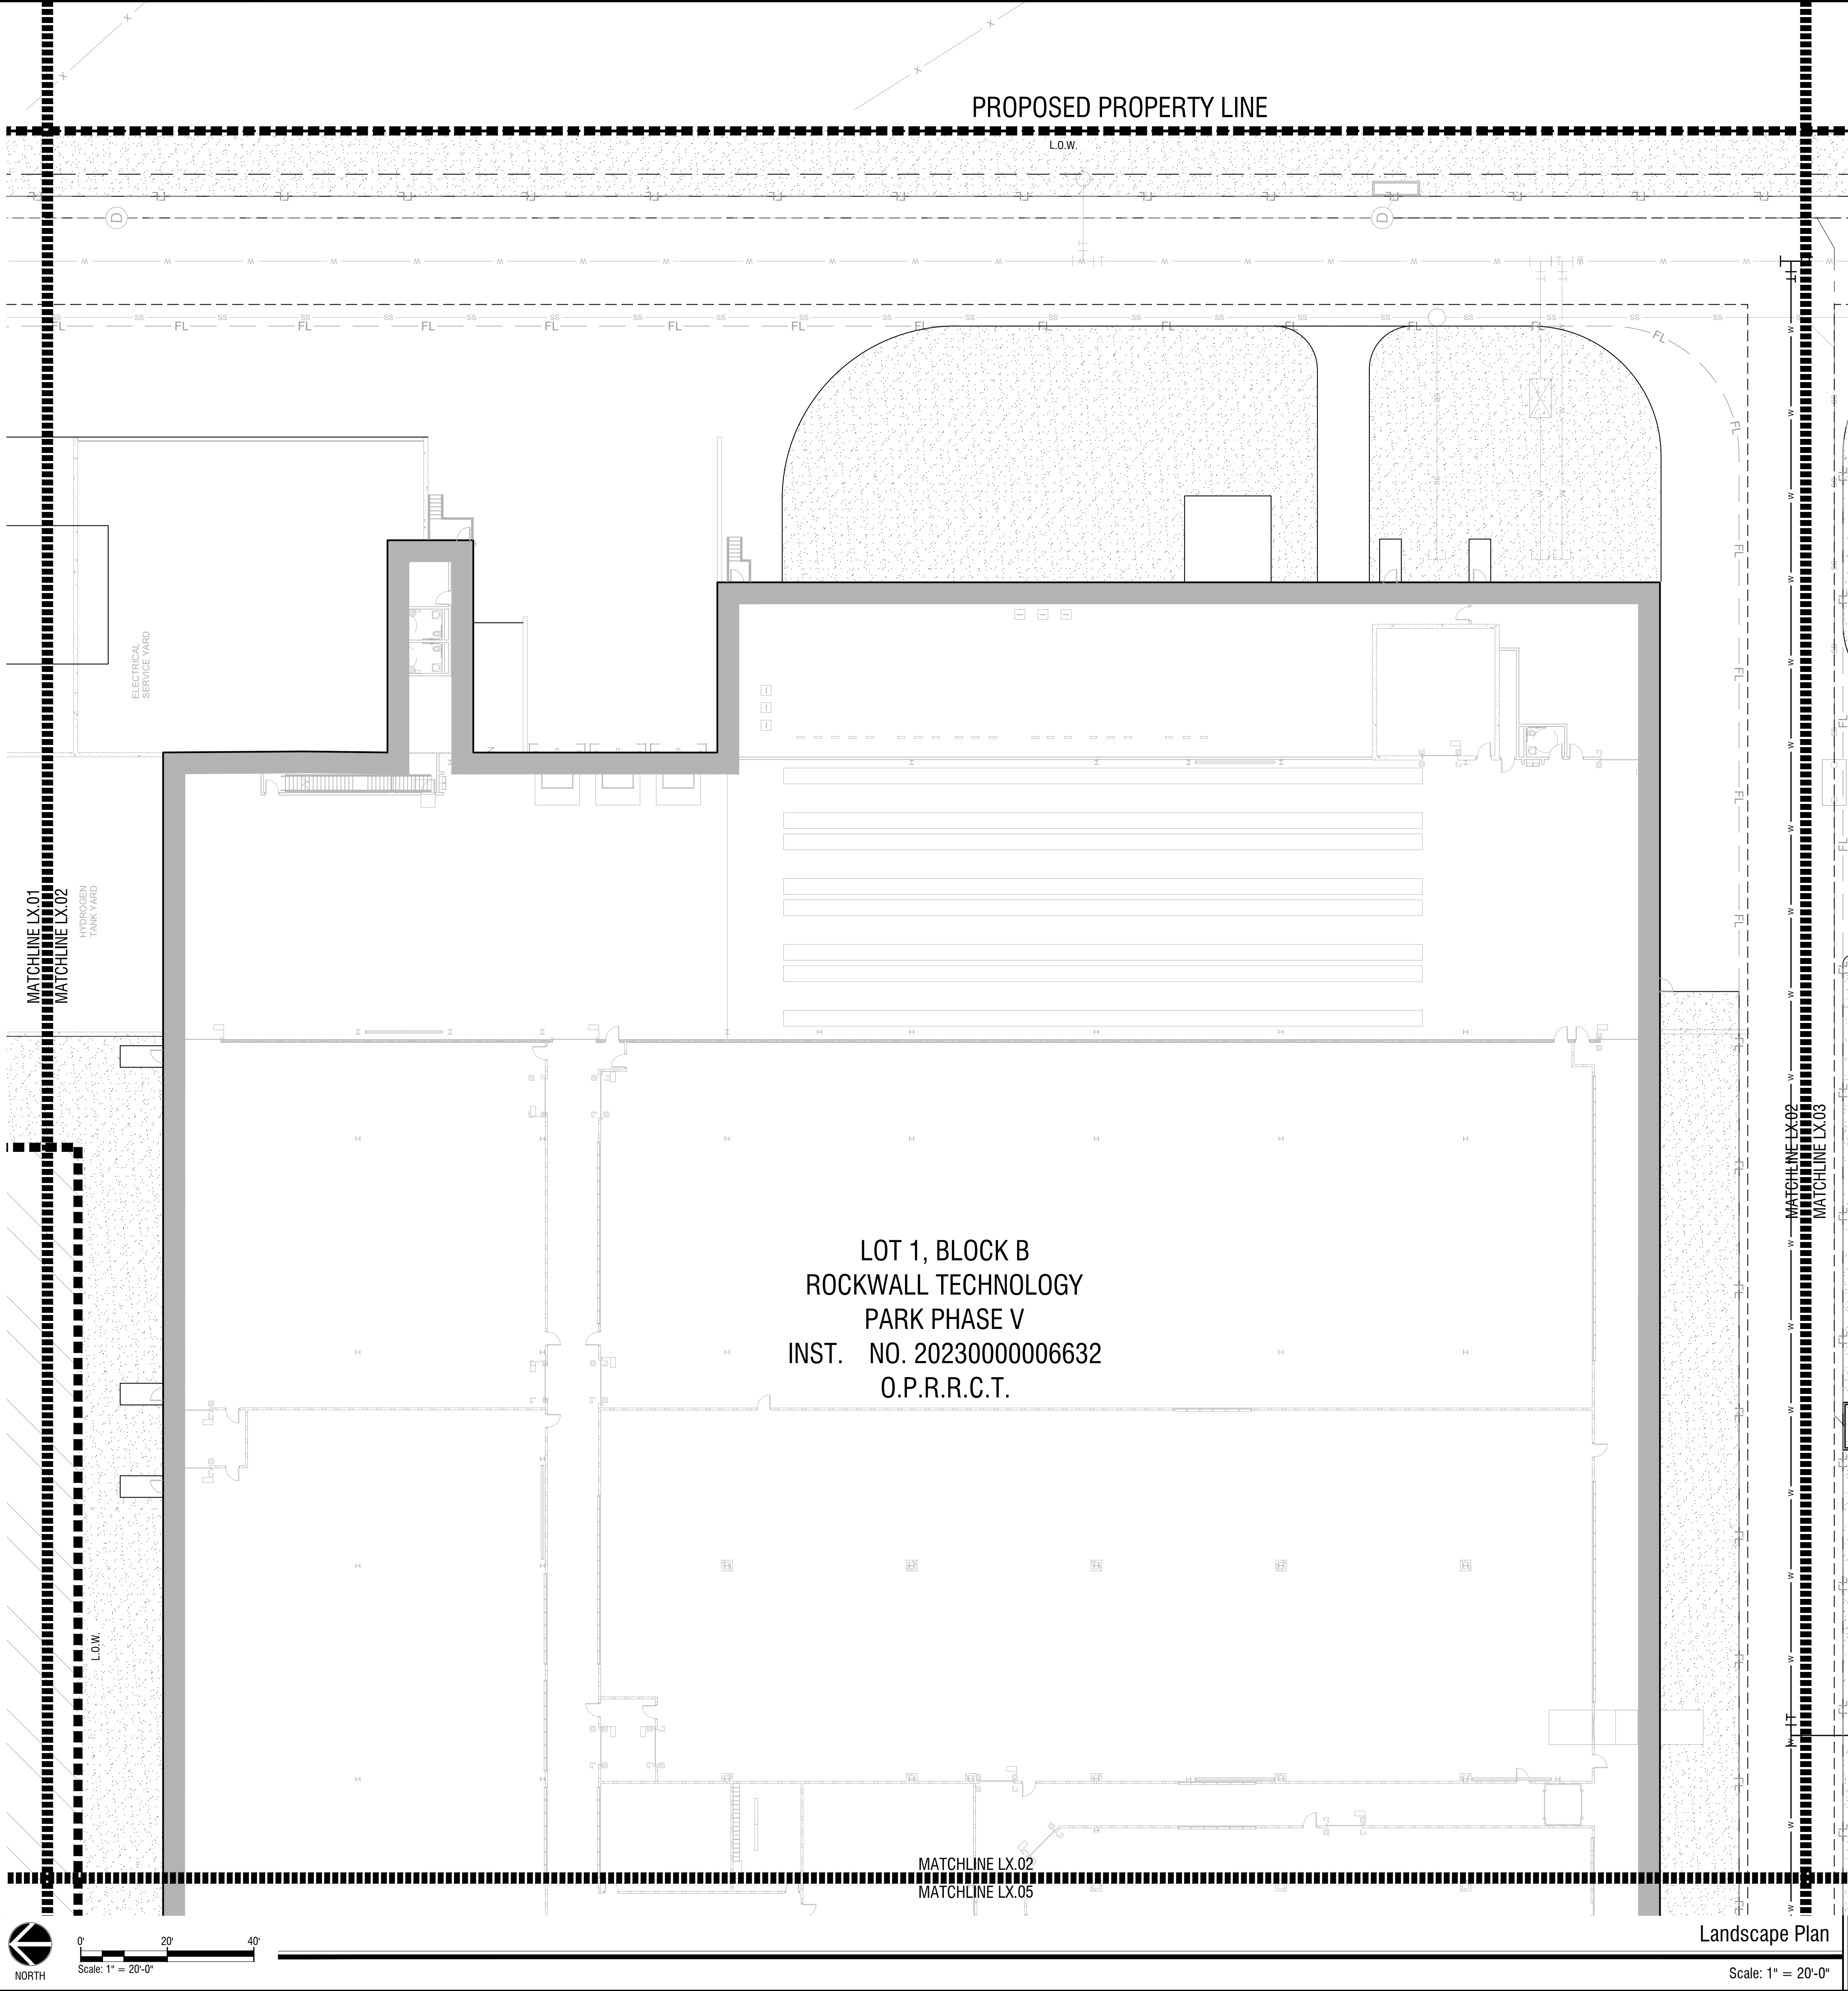 PROPOSED PROPERTY LINE
L.O.W.
D
D
ELECTRICAL
SERVICE YARD
HYDROGEN
TANK YARD
MATCHLINE LX.01
MATCHLINE LX.02
MATCHLINE LX.02
MATCHLINE LX.03
LOT 1, BLOCK B
ROCKWALL TECHNOLOGY
PARK PHASE V
INST. NO. 20230000006632
O.P.R.R.C.T.
L.O.W.
MATCHLINE LX.02
MATCHLINE LX.05
NORTH
0' 20' 40'
Scale: 1" = 20'-0"
Landscape Plan
Scale: 1" = 20'-0"